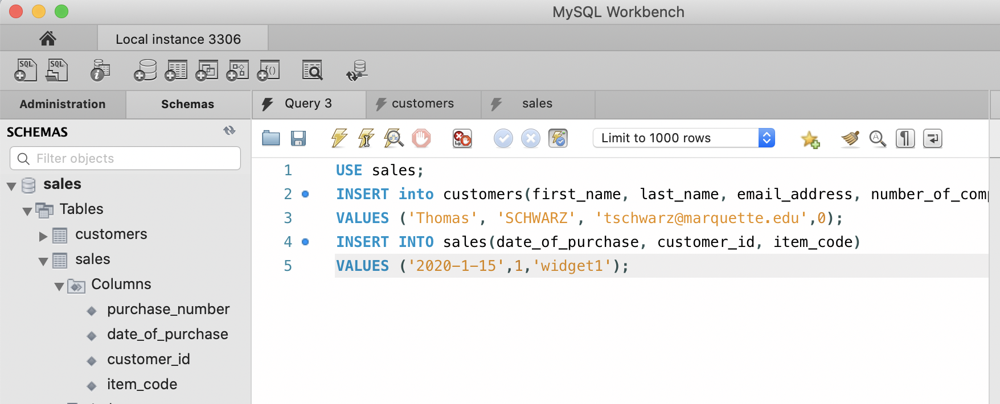 MySQL Workbench
Local instance 3306
SQL SQL f()
Administration Schemas Query 3 customers sales
SCHEMAS
Limit to 1000 rows
Filter objects
sales
Tables
customers
sales
Columns
purchase_number
date_of_purchase
customer_id
item_code
1 USE sales;
2 INSERT into customers(first_name, last_name, email_address, number_of_com
3 VALUES ('Thomas', 'SCHWARZ', 'tschwarz@marquette.edu',0);
4 INSERT INTO sales(date_of_purchase, customer_id, item_code)
5 VALUES ('2020-1-15',1,'widget1');